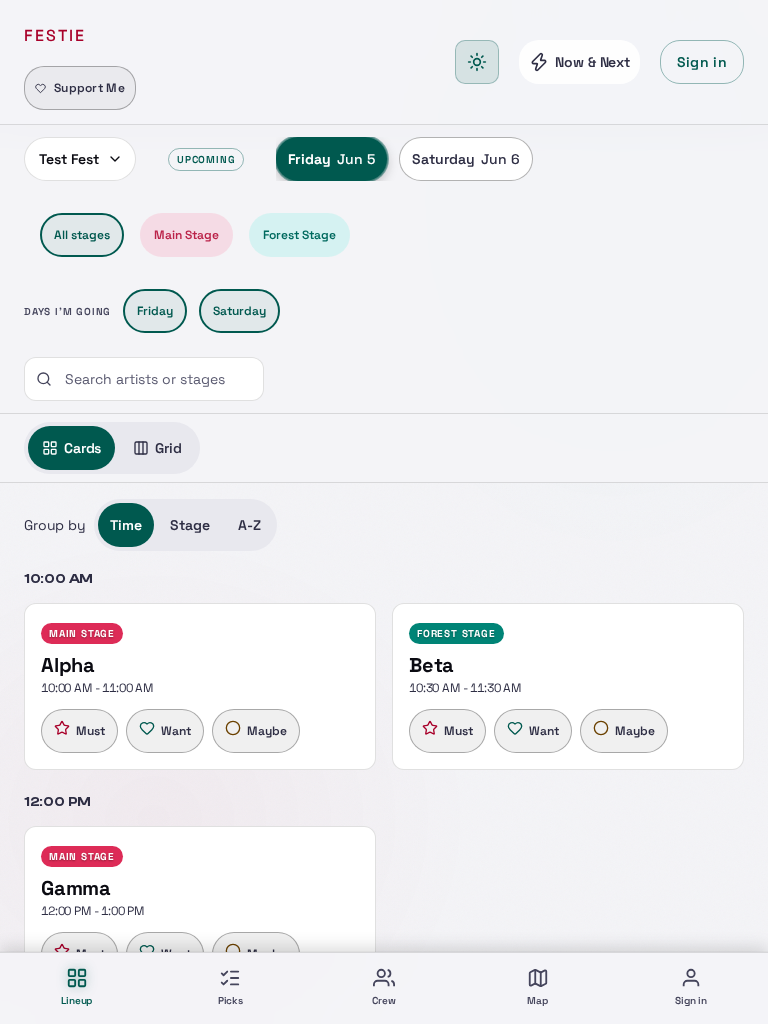 FESTIE
Support Me
Now & Next
Sign in
Test Fest
UPCOMING
Friday Jun 5
Saturday Jun 6
All stages
Main Stage
Forest Stage
DAYS I'M GOING
Friday
Saturday
Search artists or stages
Cards
Grid
Group by
Time
Stage
A-Z
10:00 AM
MAIN STAGE
Alpha
10:00 AM - 11:00 AM
Must
Want
Maybe
FOREST STAGE
Beta
10:30 AM - 11:30 AM
Must
Want
Maybe
12:00 PM
MAIN STAGE
Gamma
12:00 PM - 1:00 PM
Must
Want
Maybe
Lineup
Picks
Crew
Map
Sign in